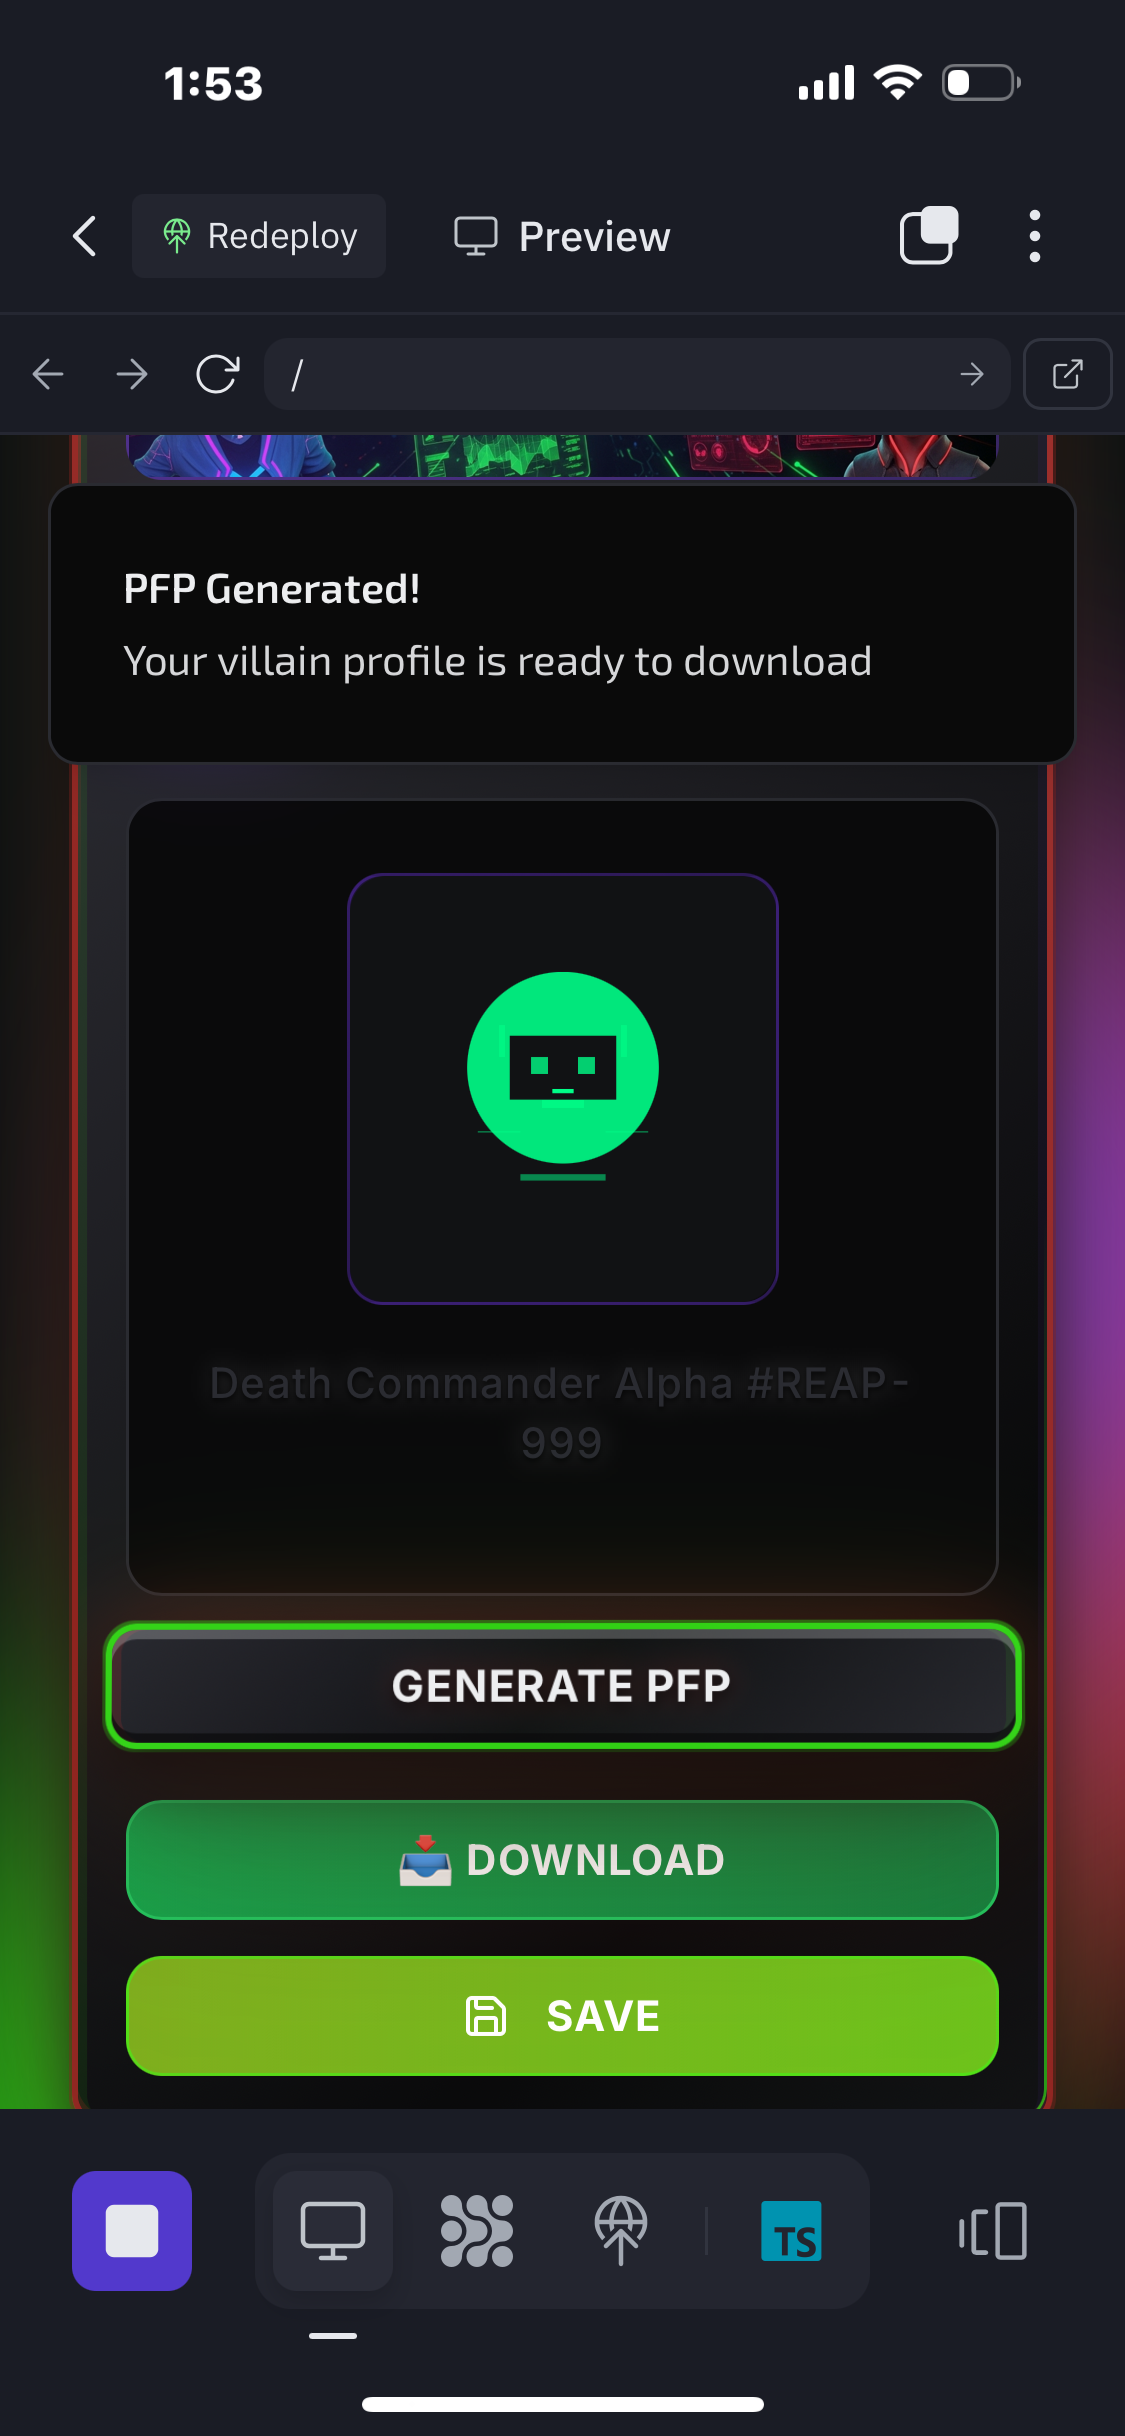 1:53
Redeploy
Preview
/
PFP Generated!
Your villain profile is ready to download
Death Commander Alpha #REAP-
999
GENERATE PFP
DOWNLOAD
SAVE
TS